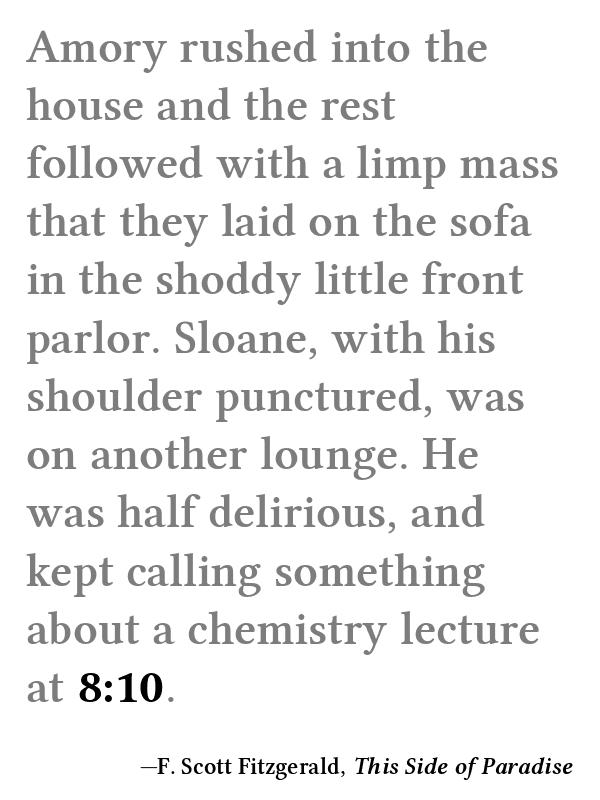 Amory rushed into the
house and the rest
followed with a limp mass
that they laid on the sofa
in the shoddy little front
parlor. Sloane, with his
shoulder punctured, was
on another lounge. He
was half delirious, and
kept calling something
about a chemistry lecture
at 8:10.
—F. Scott Fitzgerald, This Side of Paradise